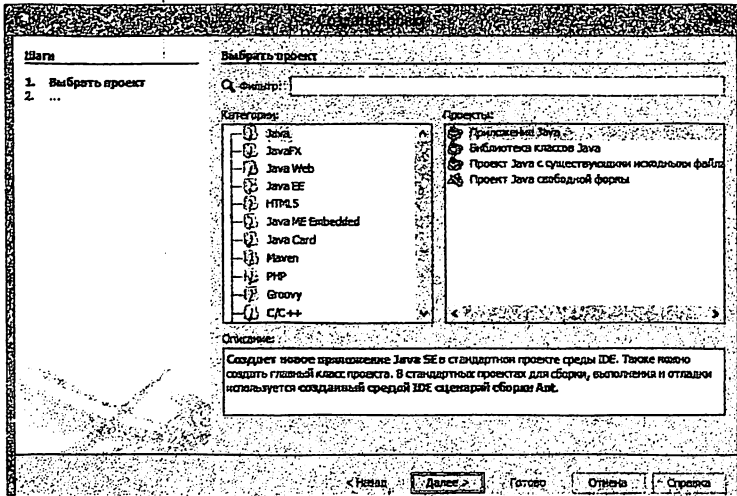 Создать проект
Шаги
1. Выбрать проект
2. ...
Выбрать проект
Фильтр:
Категории:
Java
JavaFX
Java Web
Java EE
HTML5
Java ME Embedded
Java Card
Maven
PHP
Groovy
C/C++
Проекты:
Приложение Java
Библиотека классов Java
Проект Java с существующими исходными файла
Проект Java свободной формы
Описание:
Создает новое приложение Java SE в стандартном проекте среды IDE. Также можно
создать главный класс проекта. В стандартных проектах для сборки, выполнения и отладки
используется созданный средой IDE сценарий сборки Ant.
< Назад
Далее >
Готово
Отмена
Справка